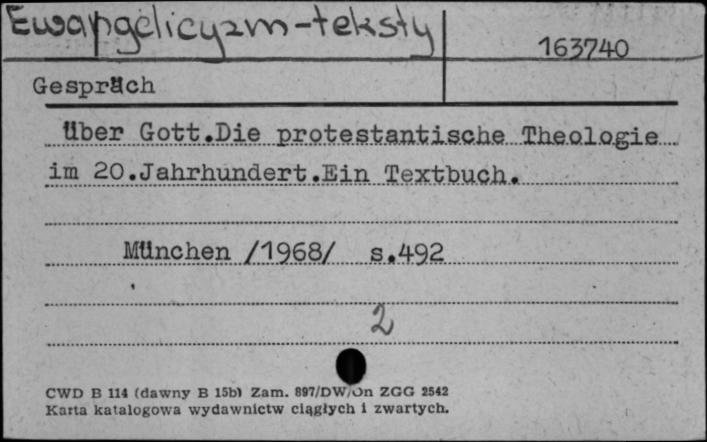 Ewangelicyzm-teksty
163740
Gespräch
Über Gott.Die protestantische Theologie
im 20.Jahrhundert.Ein Textbuch.
München /1968/ s.492
2
CWD B 114 (dawny B 15b) Zam. 897/DW/On ZGG 2542
Karta katalogowa wydawnictw ciągłych i zwartych.